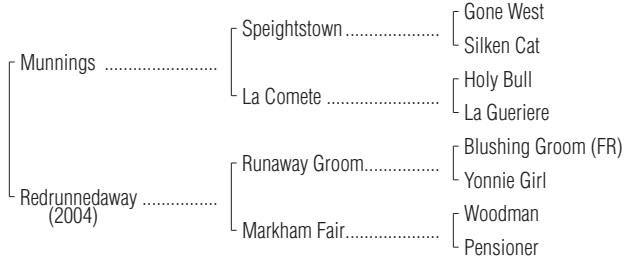 Gone West
Speightstown
Silken Cat
Munnings
Holy Bull
La Comete
La Gueriere
Blushing Groom (FR)
Runaway Groom
Yonnie Girl
Redrunnedaway
(2004)
Woodman
Markham Fair
Pensioner